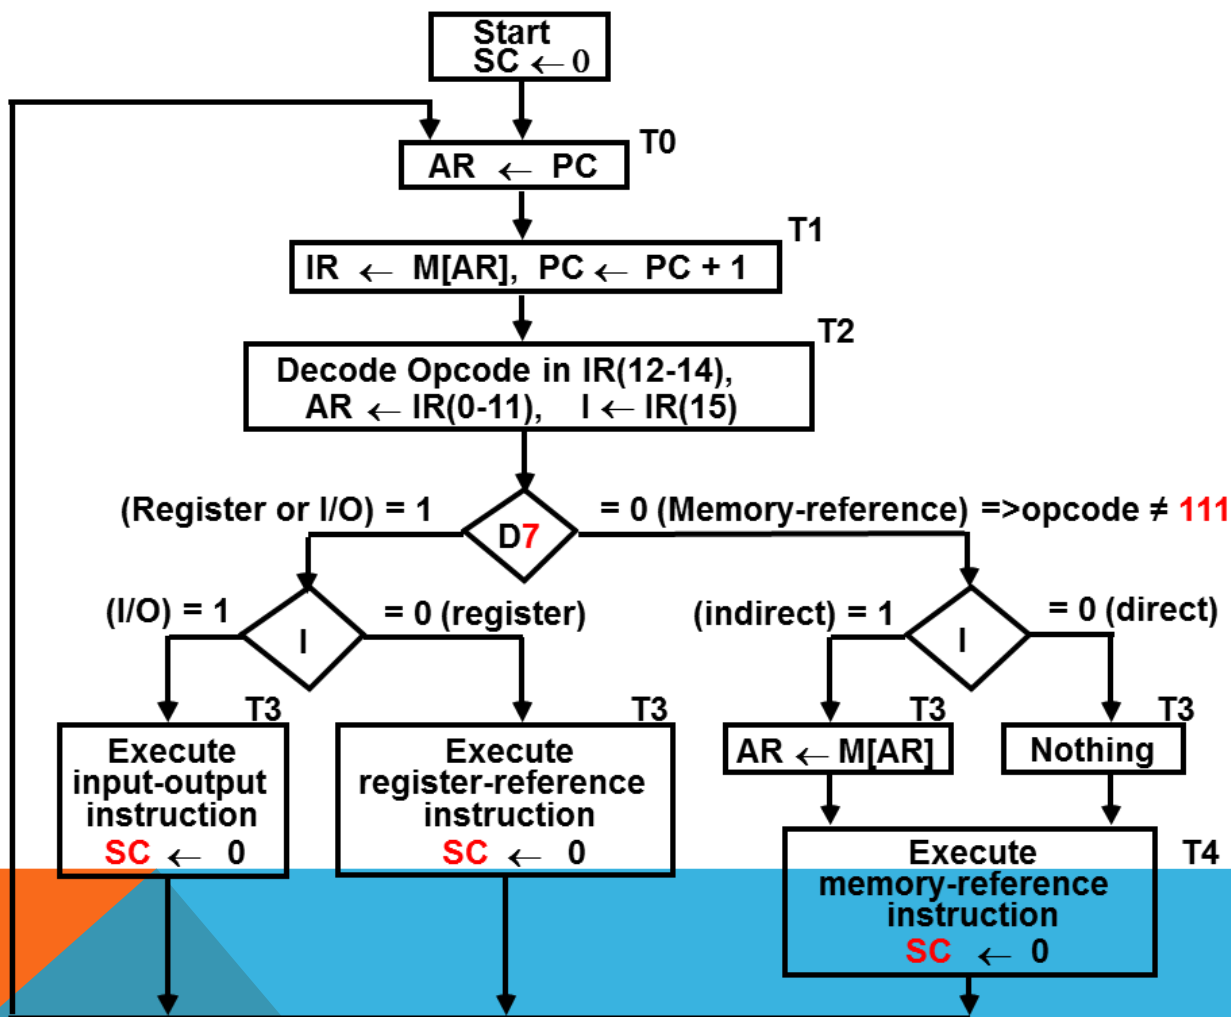 Start
SC ← 0
T0
AR ← PC
T1
IR ← M[AR], PC ← PC + 1
T2
Decode Opcode in IR(12-14),
AR ← IR(0-11), I ← IR(15)
(Register or I/O) = 1
D7
= 0 (Memory-reference) =>opcode ≠ 111
(I/O) = 1
I
= 0 (register)
(indirect) = 1
I
= 0 (direct)
T3
Execute
input-output
instruction
SC ← 0
T3
Execute
register-reference
instruction
SC ← 0
T3
AR ← M[AR]
T3
Nothing
T4
Execute
memory-reference
instruction
SC ← 0